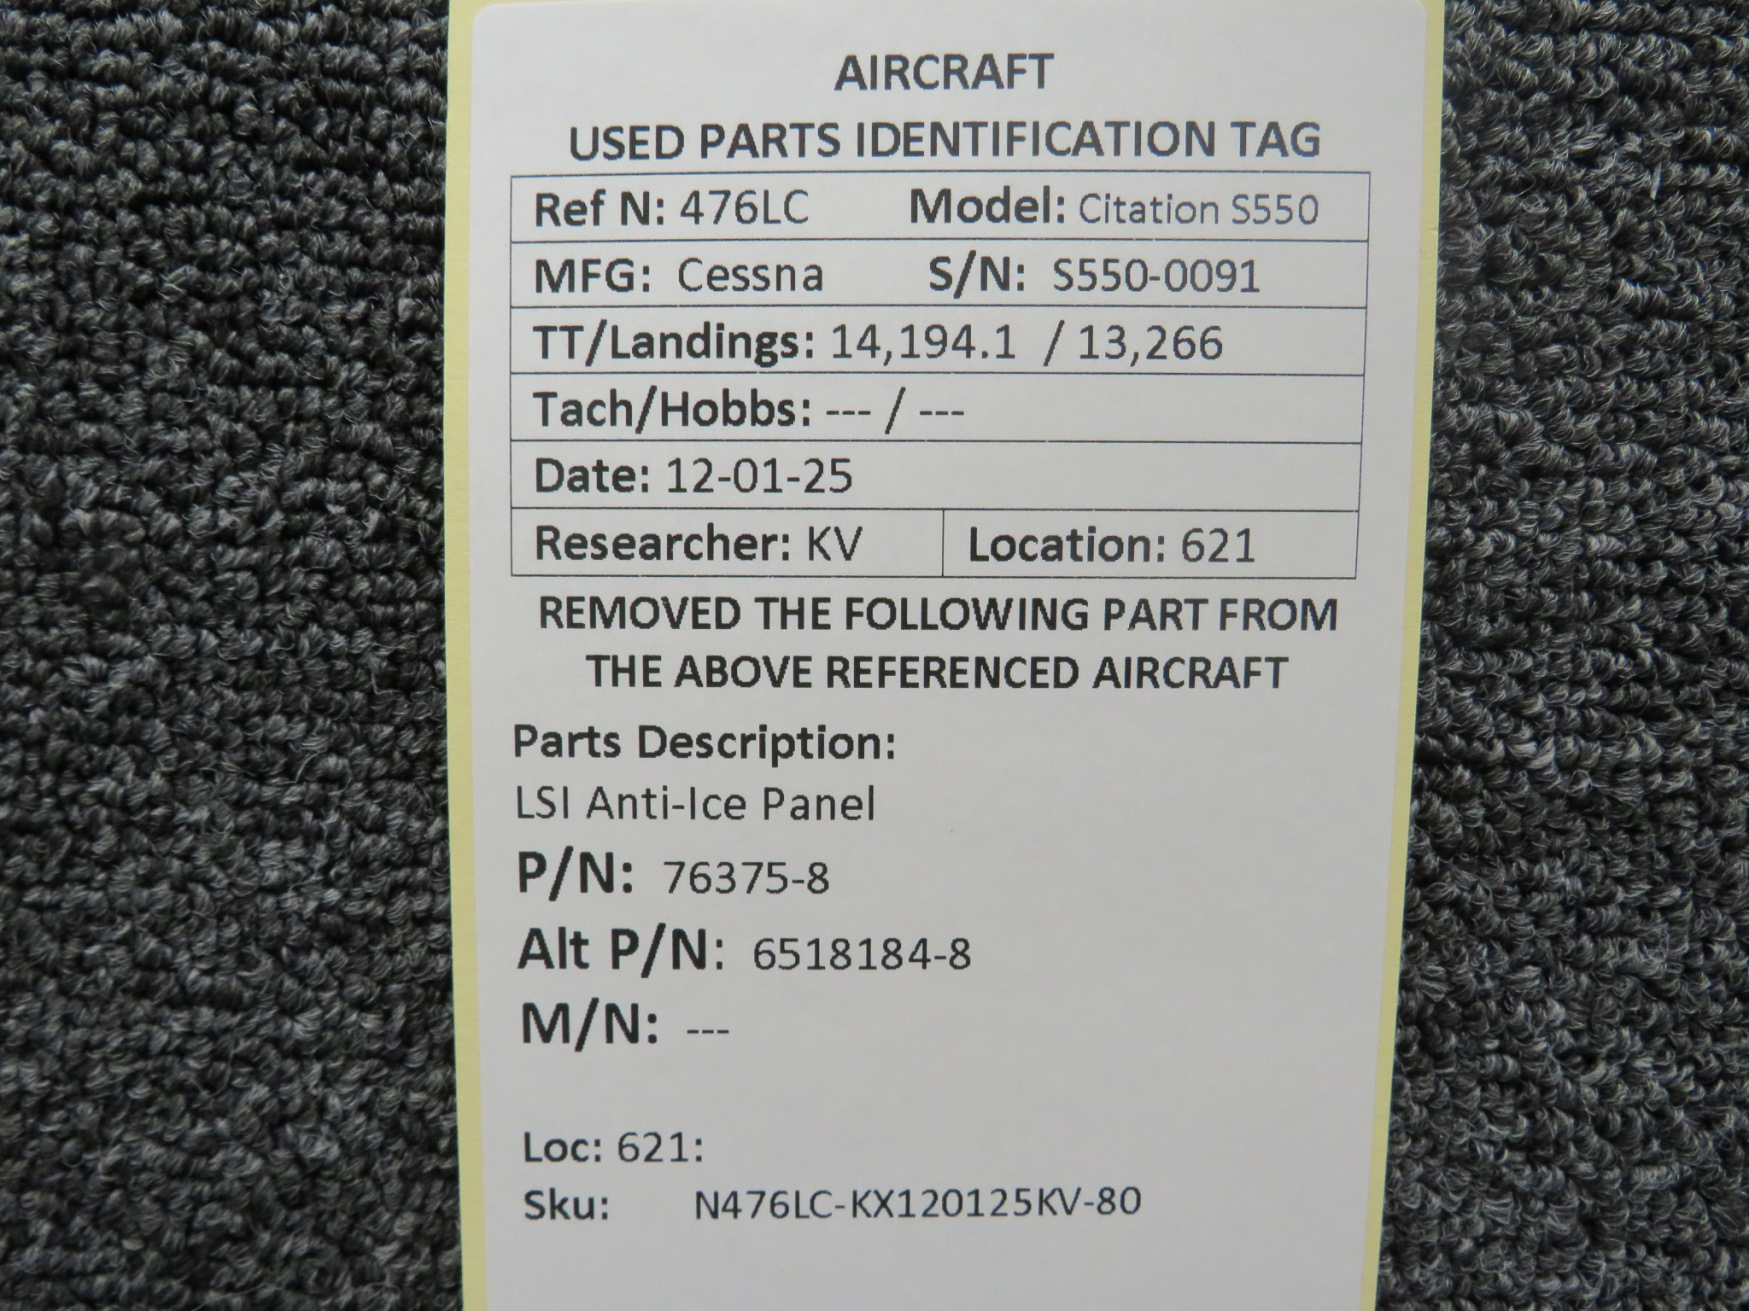 AIRCRAFT
USED PARTS IDENTIFICATION TAG
Ref N: 476LC Model: Citation S550
MFG: Cessna S/N: S550-0091
TT/Landings: 14,194.1 / 13,266
Tach/Hobbs: --- / ---
Date: 12-01-25
Researcher: KV Location: 621
REMOVED THE FOLLOWING PART FROM
THE ABOVE REFERENCED AIRCRAFT
Parts Description:
LSI Anti-Ice Panel
P/N: 76375-8
Alt P/N: 6518184-8
M/N: ---
Loc: 621:
Sku: N476LC-KX120125KV-80